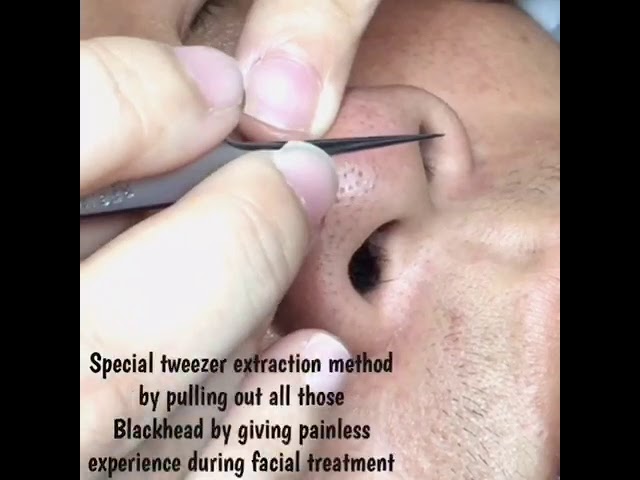 Special tweezer extraction method
by pulling out all those
Blackhead by giving painless
experience during facial treatment